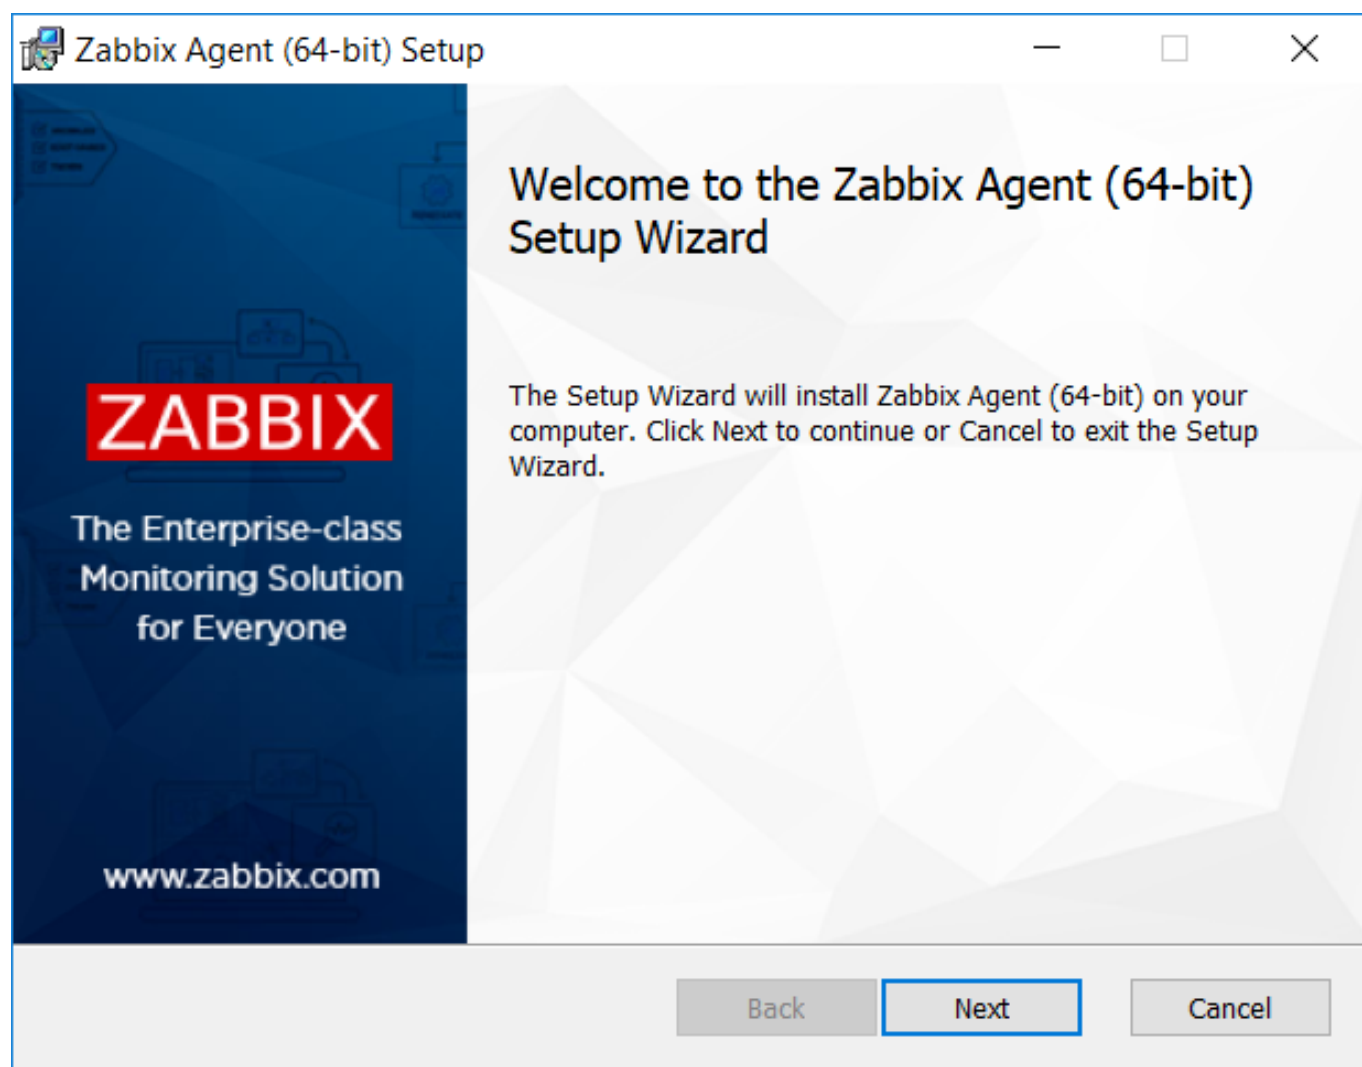 Zabbix Agent (64-bit) Setup
ZABBIX
The Enterprise-class
Monitoring Solution
for Everyone
www.zabbix.com
Welcome to the Zabbix Agent (64-bit)
Setup Wizard
The Setup Wizard will install Zabbix Agent (64-bit) on your
computer. Click Next to continue or Cancel to exit the Setup
Wizard.
Back
Next
Cancel